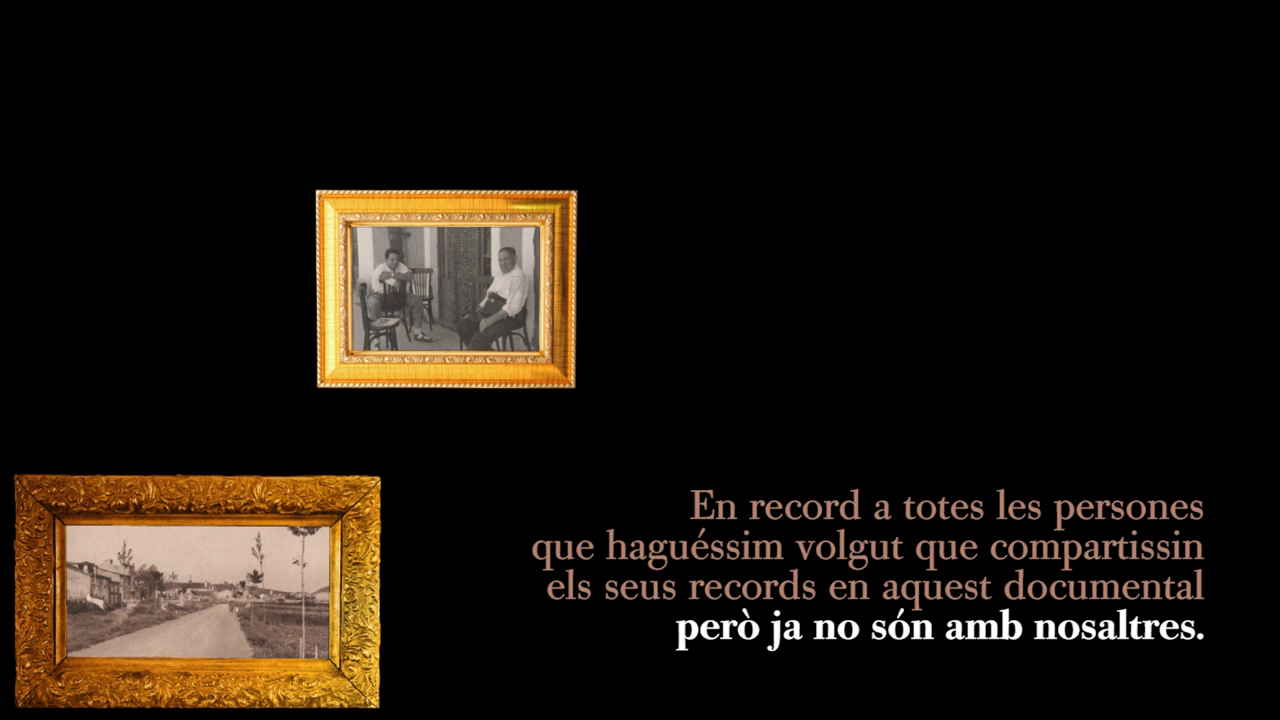 En record a totes les persones
que haguéssim volgut que compartissin
els seus records en aquest documental
però ja no són amb nosaltres.